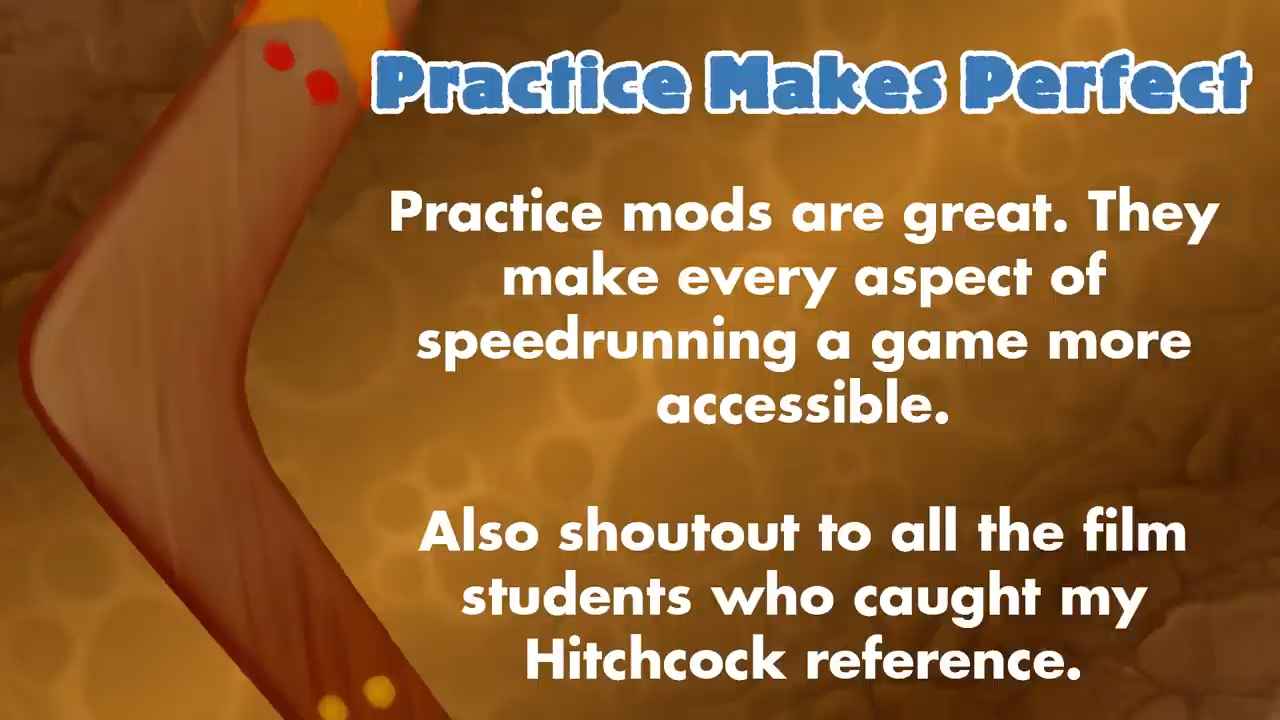 Practice Makes Perfect
Practice mods are great. They
make every aspect of
speedrunning a game more
accessible.
Also shoutout to all the film
students who caught my
Hitchcock reference.